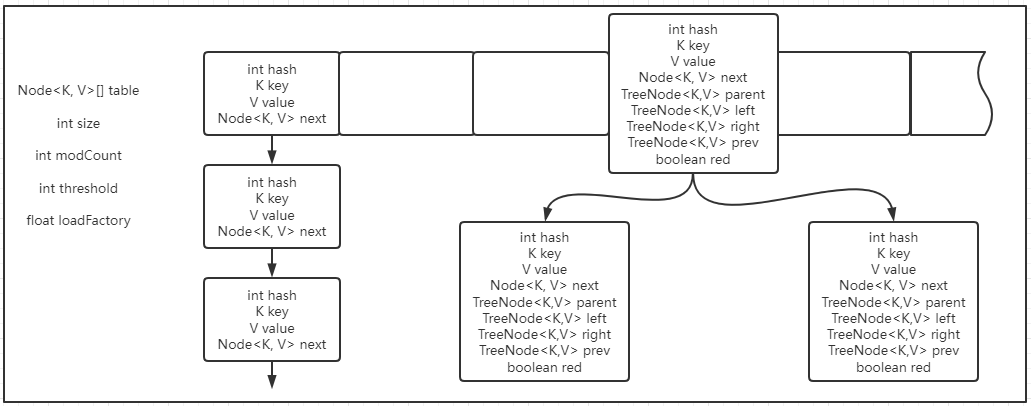 Node<K, V>[] table
int size
int modCount
int threshold
float loadFactory
int hash
K key
V value
Node<K, V> next
int hash
K key
V value
Node<K, V> next
int hash
K key
V value
Node<K, V> next
int hash
K key
V value
Node<K, V> next
TreeNode<K,V> parent
TreeNode<K,V> left
TreeNode<K,V> right
TreeNode<K,V> prev
boolean red
int hash
K key
V value
Node<K, V> next
TreeNode<K,V> parent
TreeNode<K,V> left
TreeNode<K,V> right
TreeNode<K,V> prev
boolean red
int hash
K key
V value
Node<K, V> next
TreeNode<K,V> parent
TreeNode<K,V> left
TreeNode<K,V> right
TreeNode<K,V> prev
boolean red